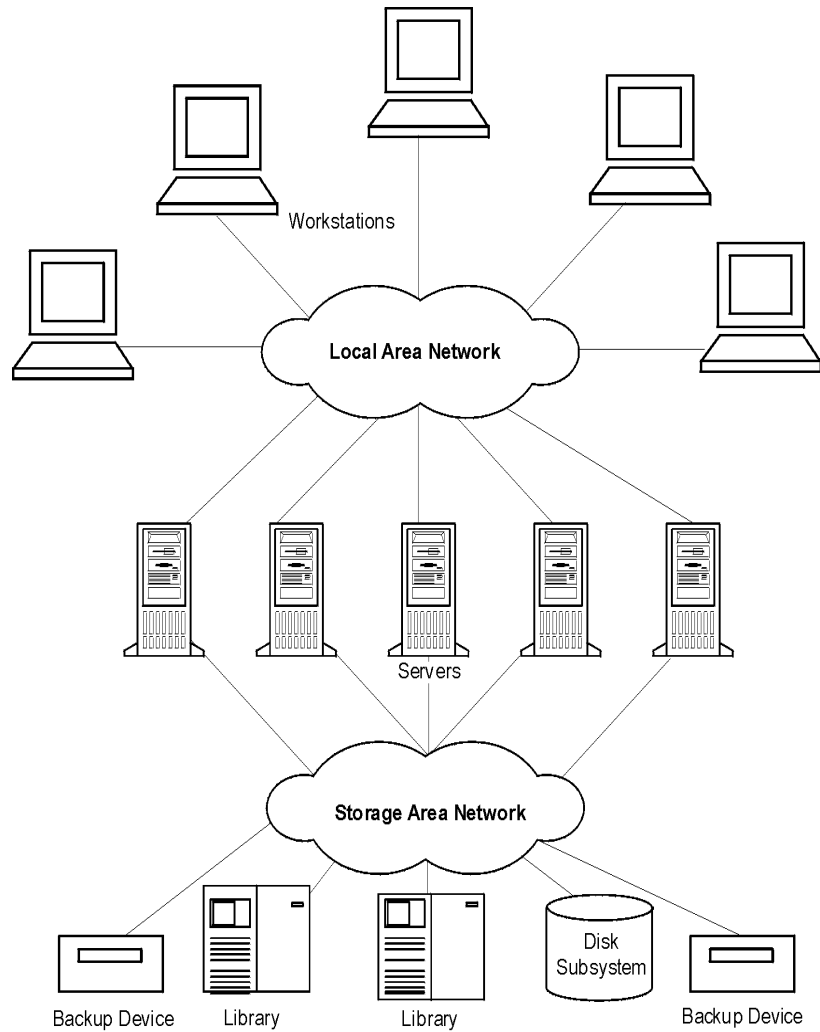 Workstations
Local Area Network
Servers
Storage Area Network
Disk
Subsystem
Backup Device
Library
Library
Backup Device